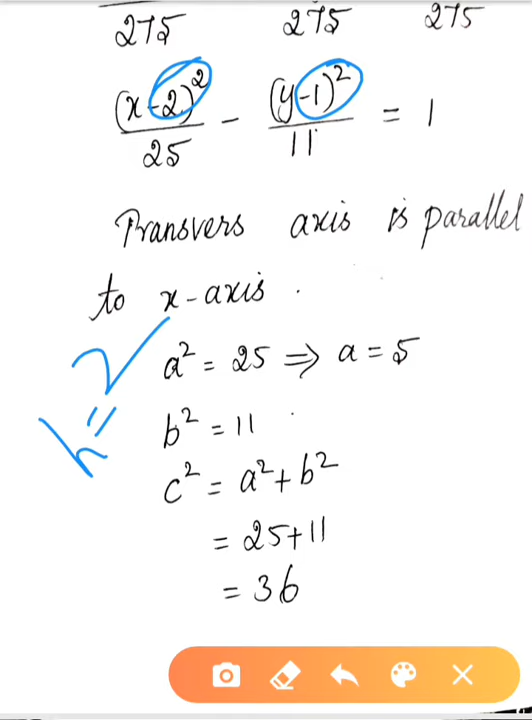 275 275 275
(x-2)²/25 - (y-1)²/11 = 1
Transvers axis is parallel
to x-axis.
h=2
a² = 25 ⇒ a = 5
b² = 11
c² = a²+b²
= 25+11
= 36